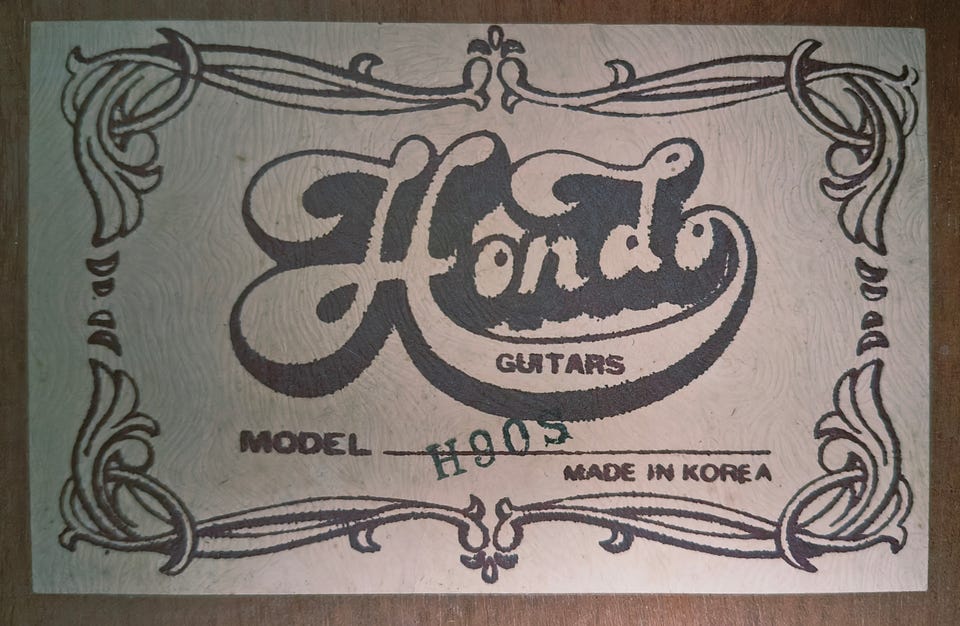 Hondo
GUITARS
MODEL H90S
MADE IN KOREA